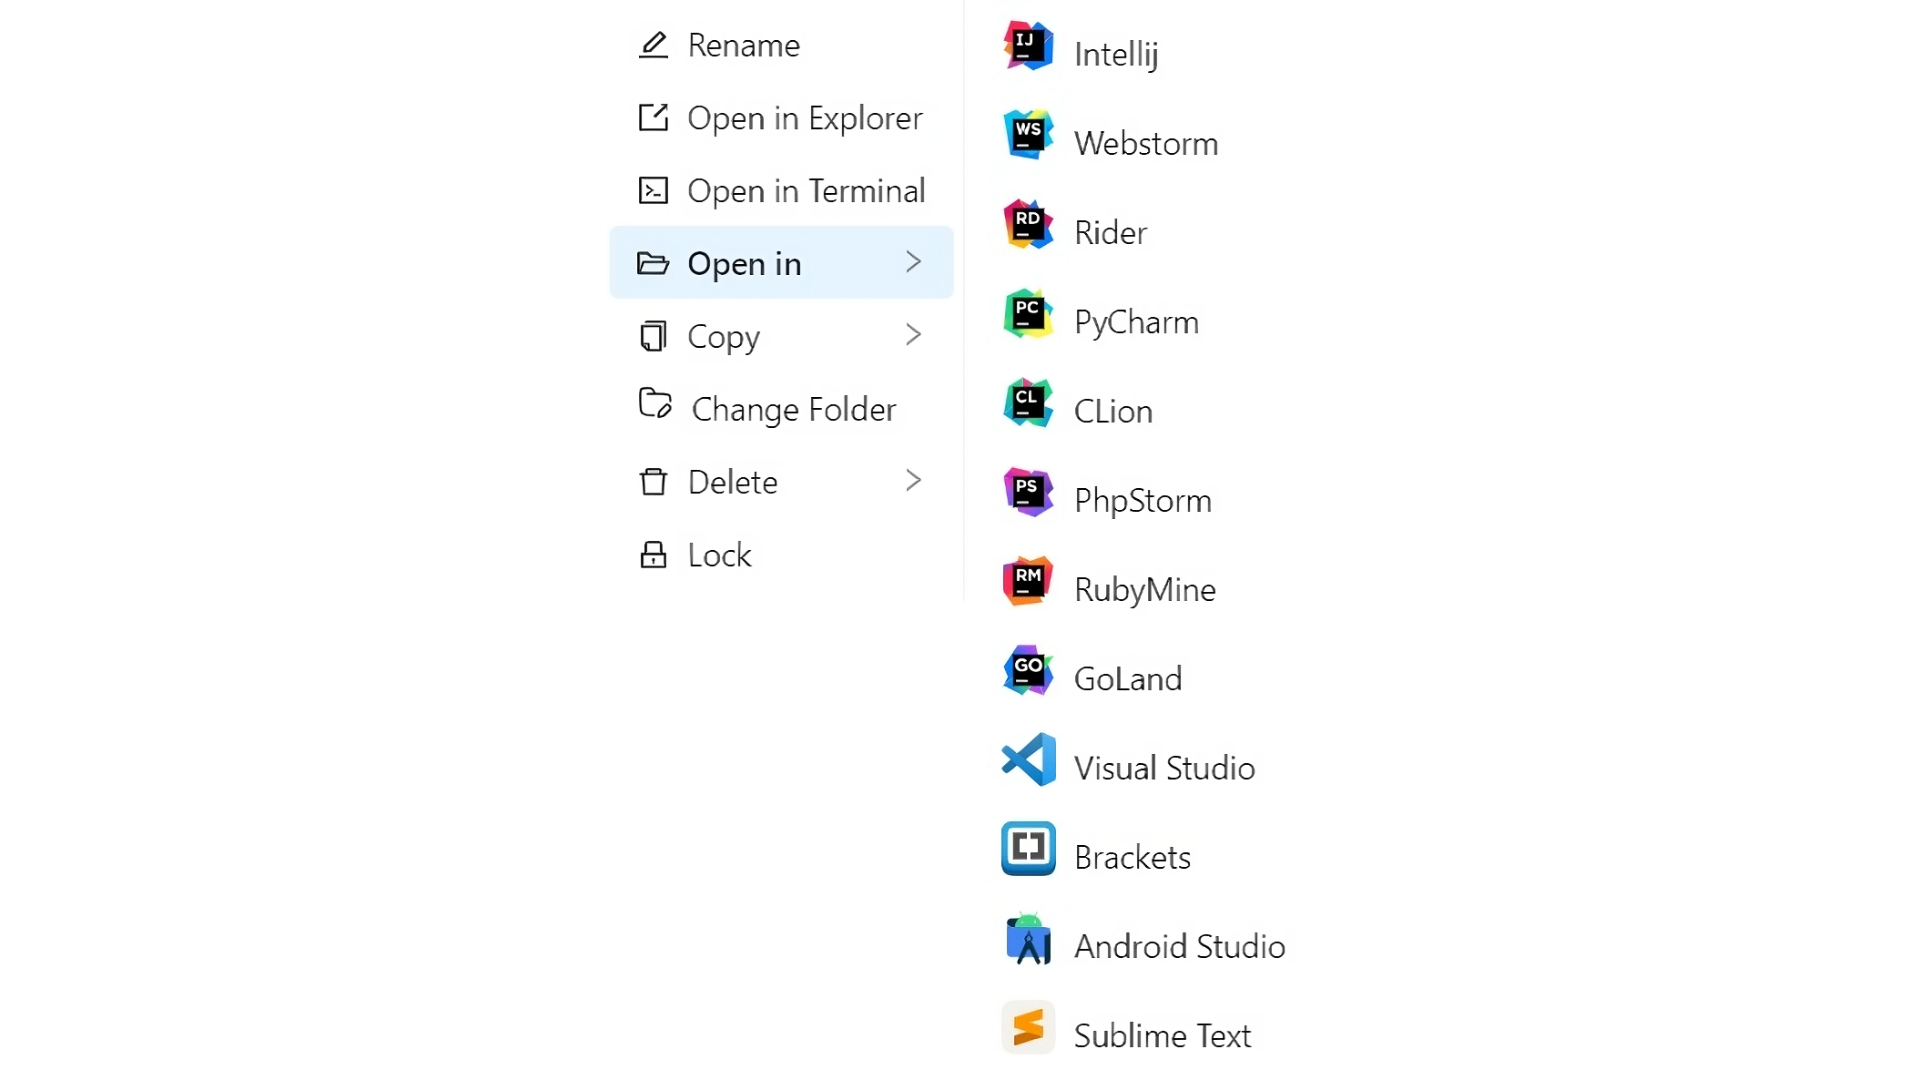 Rename
Open in Explorer
Open in Terminal
Open in
Copy
Change Folder
Delete
Lock
IJ
Intellij
WS
Webstorm
RD
Rider
PC
PyCharm
CL
CLion
PS
PhpStorm
RM
RubyMine
GO
GoLand
Visual Studio
Brackets
Android Studio
Sublime Text